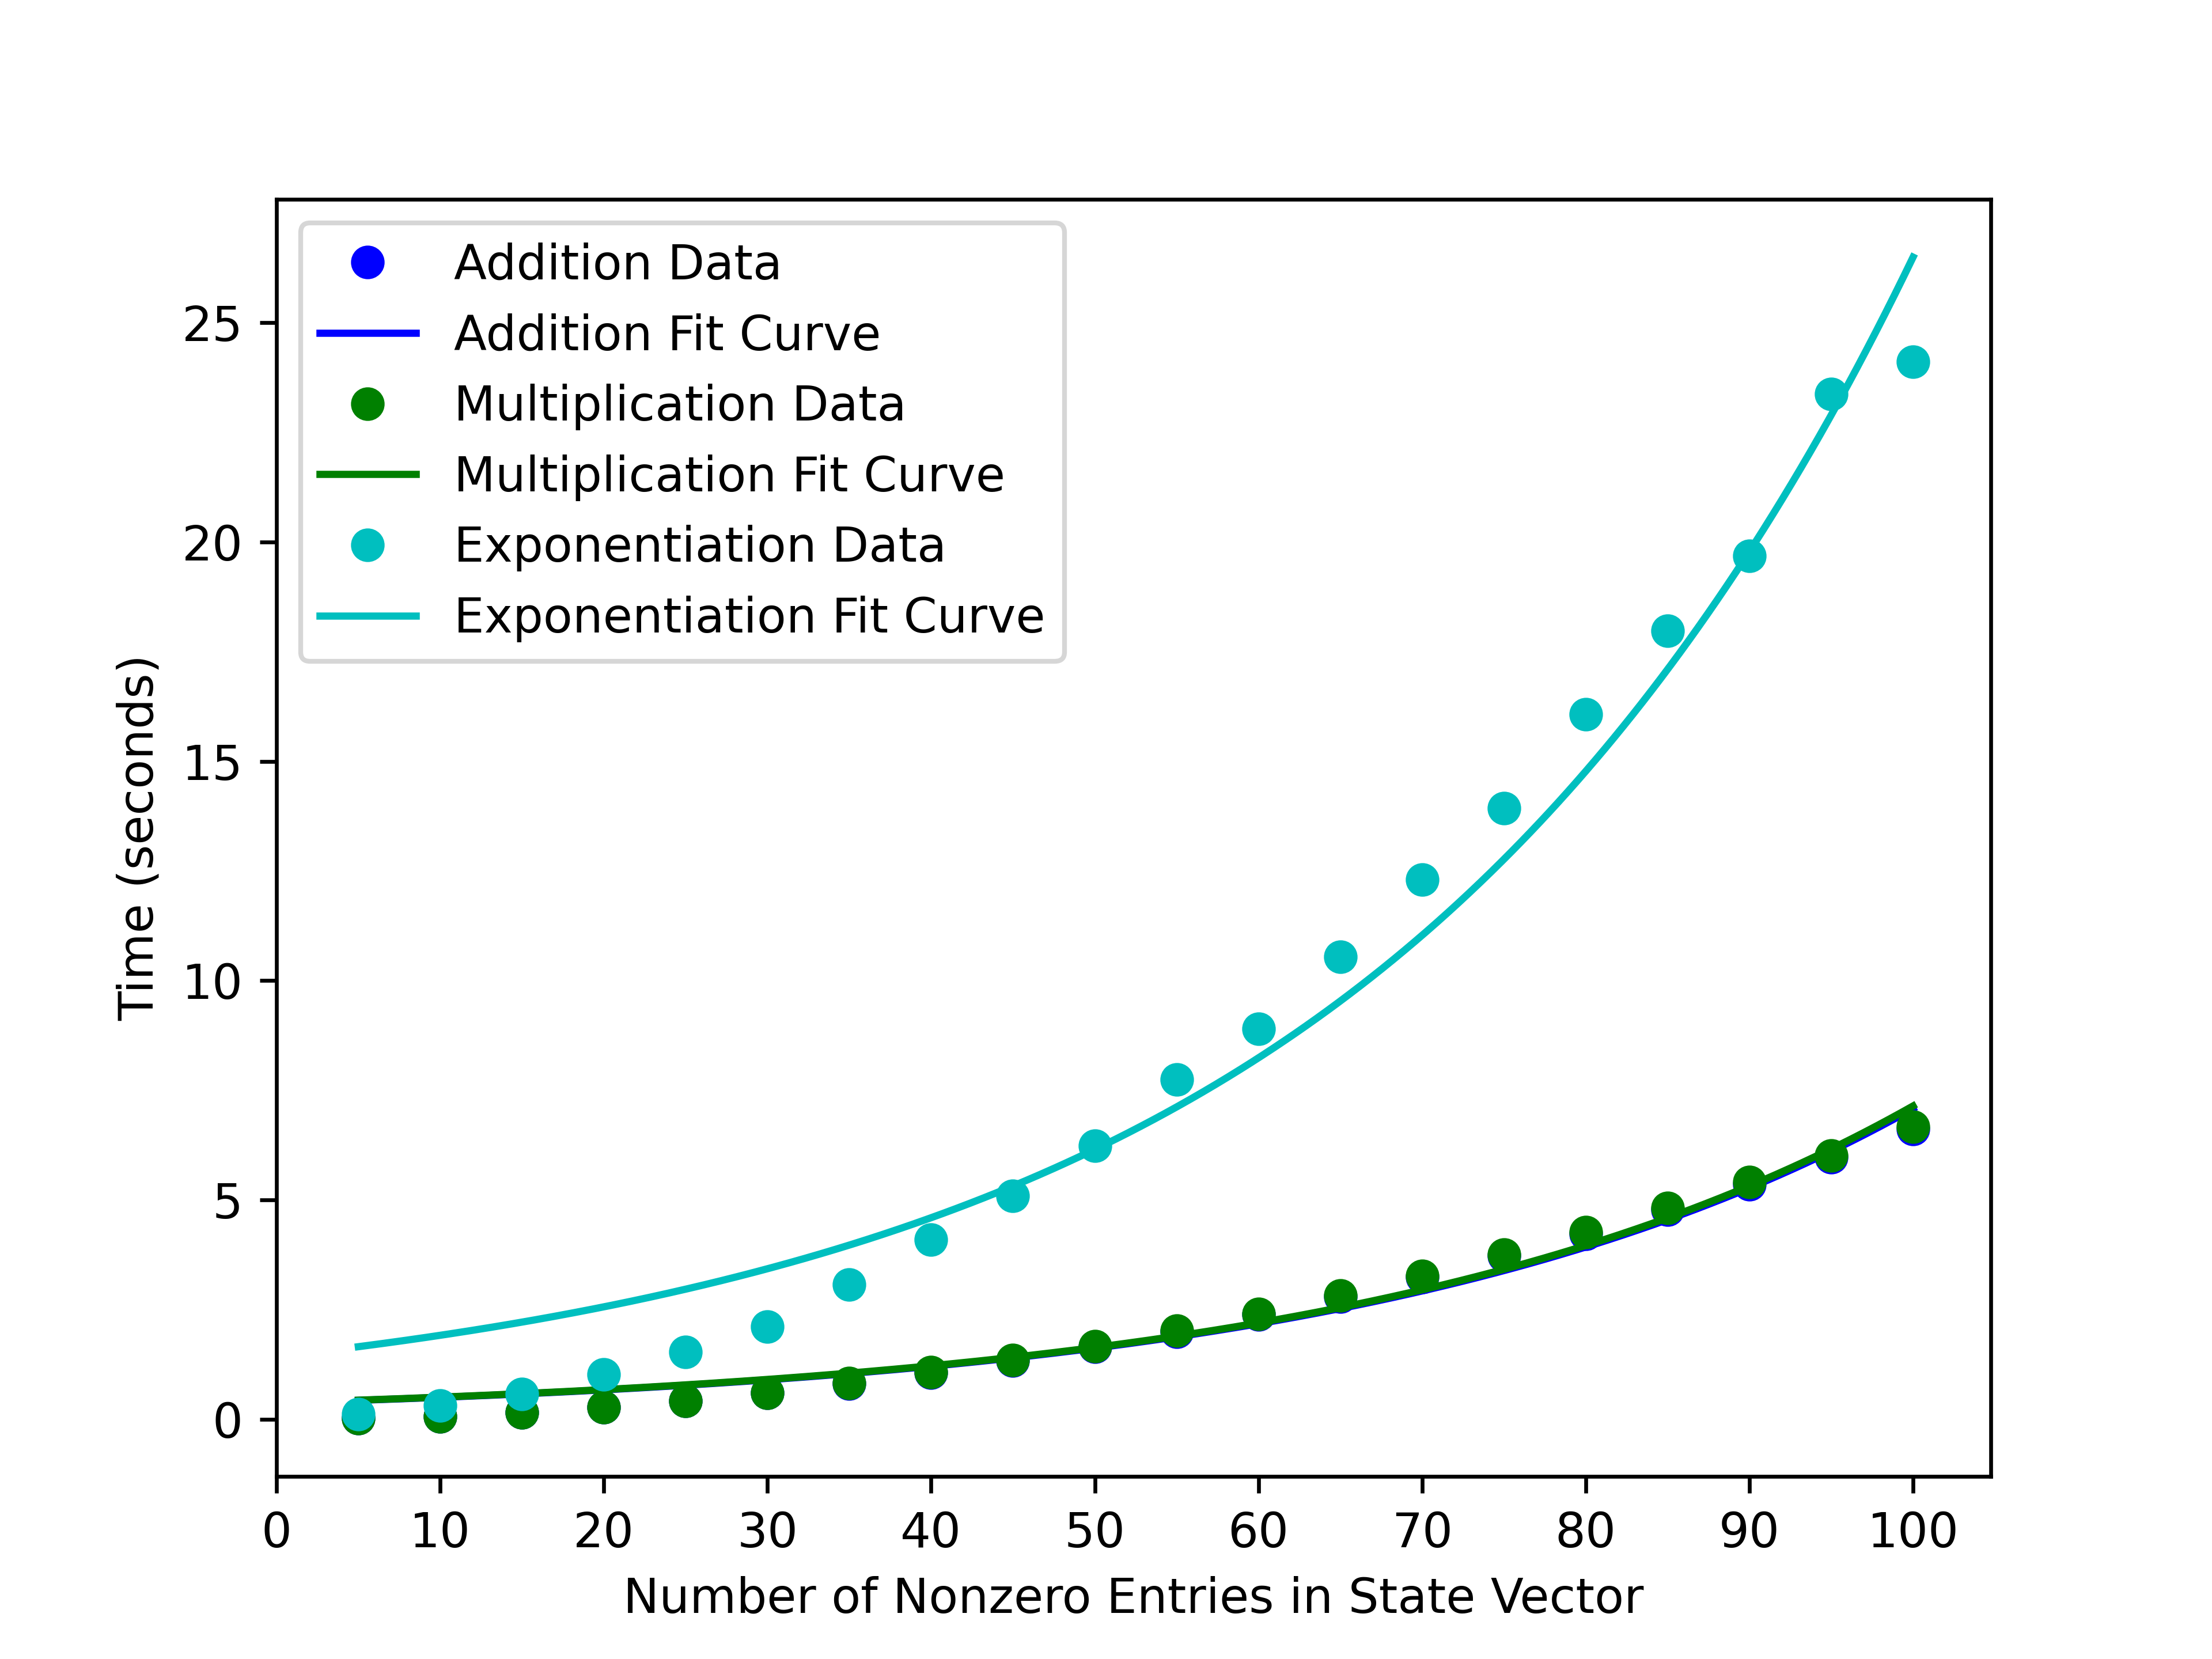 Addition Data
Addition Fit Curve
Multiplication Data
Multiplication Fit Curve
Exponentiation Data
Exponentiation Fit Curve
25
20
15
10
5
0
Time (seconds)
0 10 20 30 40 50 60 70 80 90 100
Number of Nonzero Entries in State Vector